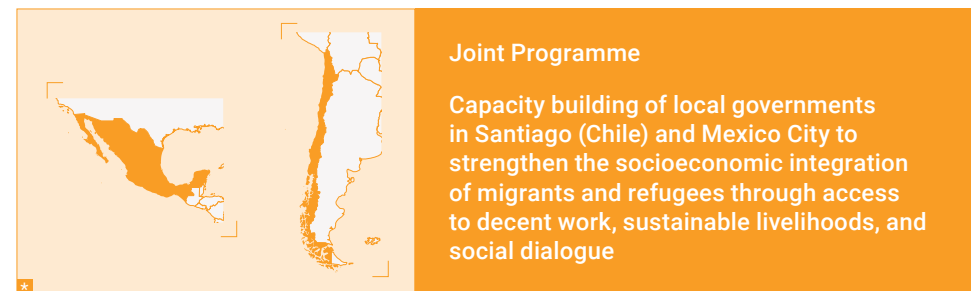 Joint Programme
Capacity building of local governments
in Santiago (Chile) and Mexico City to
strengthen the socioeconomic integration
of migrants and refugees through access
to decent work, sustainable livelihoods, and
social dialogue
*